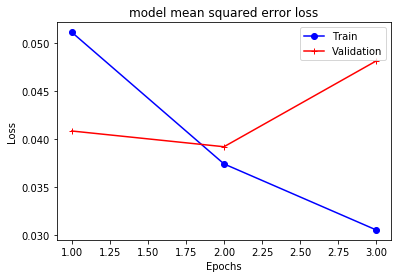 model mean squared error loss
Train
Validation
0.050
0.045
0.040
0.035
0.030
Loss
1.00 1.25 1.50 1.75 2.00 2.25 2.50 2.75 3.00
Epochs